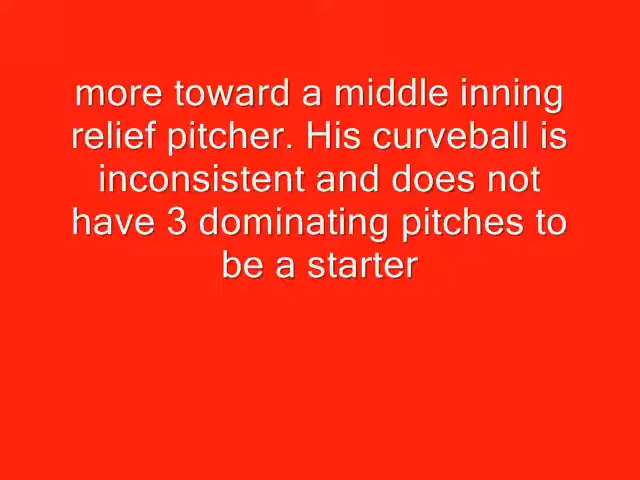 more toward a middle inning
relief pitcher. His curveball is
inconsistent and does not
have 3 dominating pitches to
be a starter